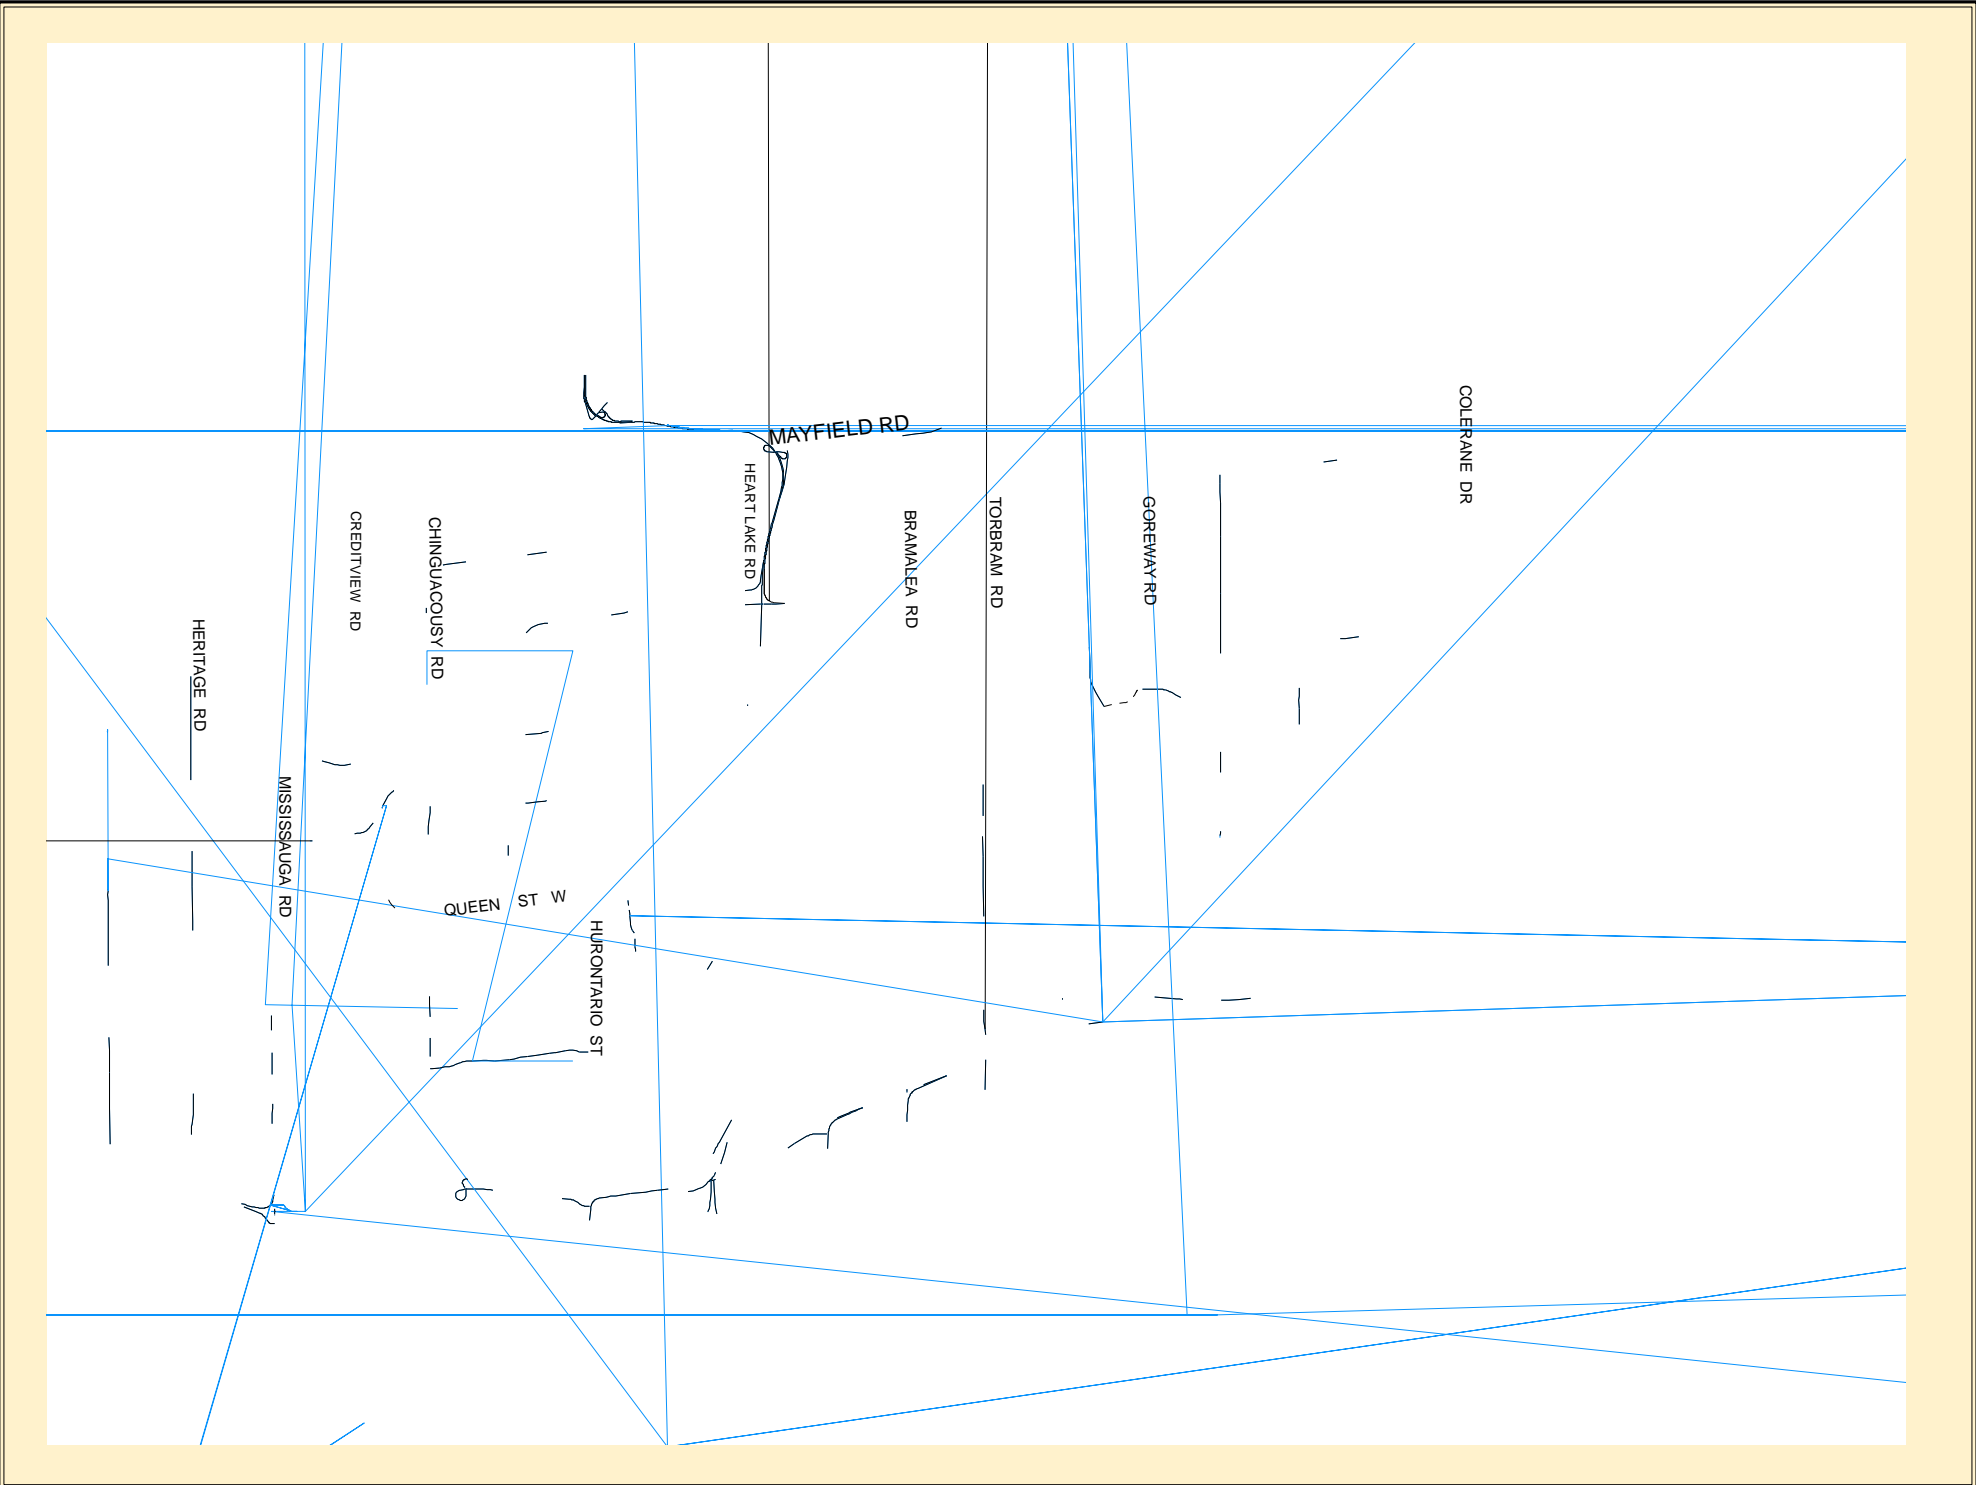 COLERANE DR
MAYFIELD RD
HEART LAKE RD
GOREWAY RD
TORBRAM RD
BRAMALEA RD
CREDITVIEW RD
CHINGUACOUSY RD
HERITAGE RD
MISSISSAUGA RD
QUEEN ST W
HURONTARIO ST